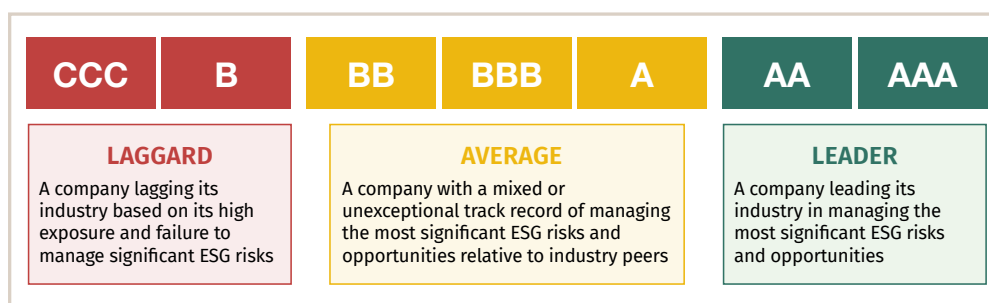 CCC B BB BBB A AA AAA
LAGGARD
A company lagging its
industry based on its high
exposure and failure to
manage significant ESG risks
AVERAGE
A company with a mixed or
unexceptional track record of managing
the most significant ESG risks and
opportunities relative to industry peers
LEADER
A company leading its
industry in managing the
most significant ESG risks
and opportunities